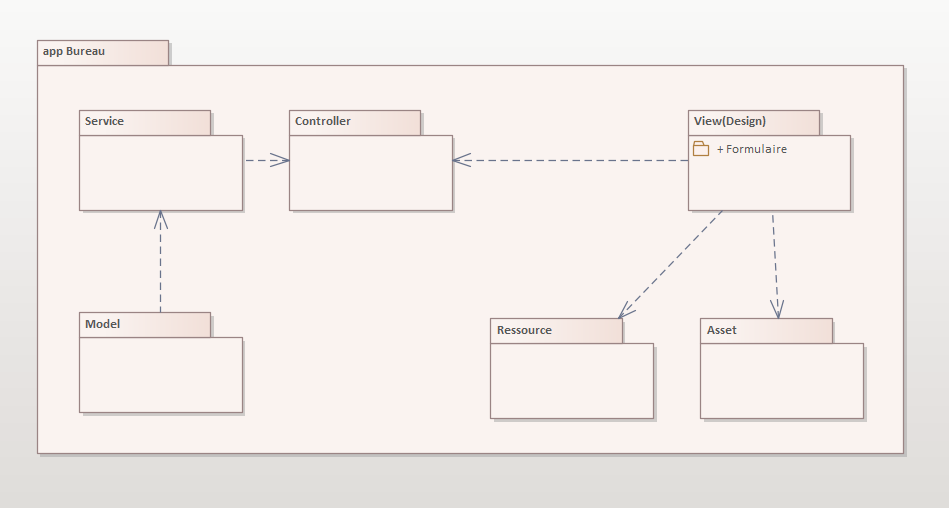 app Bureau
Service
Controller
View(Design)
+ Formulaire
Model
Ressource
Asset